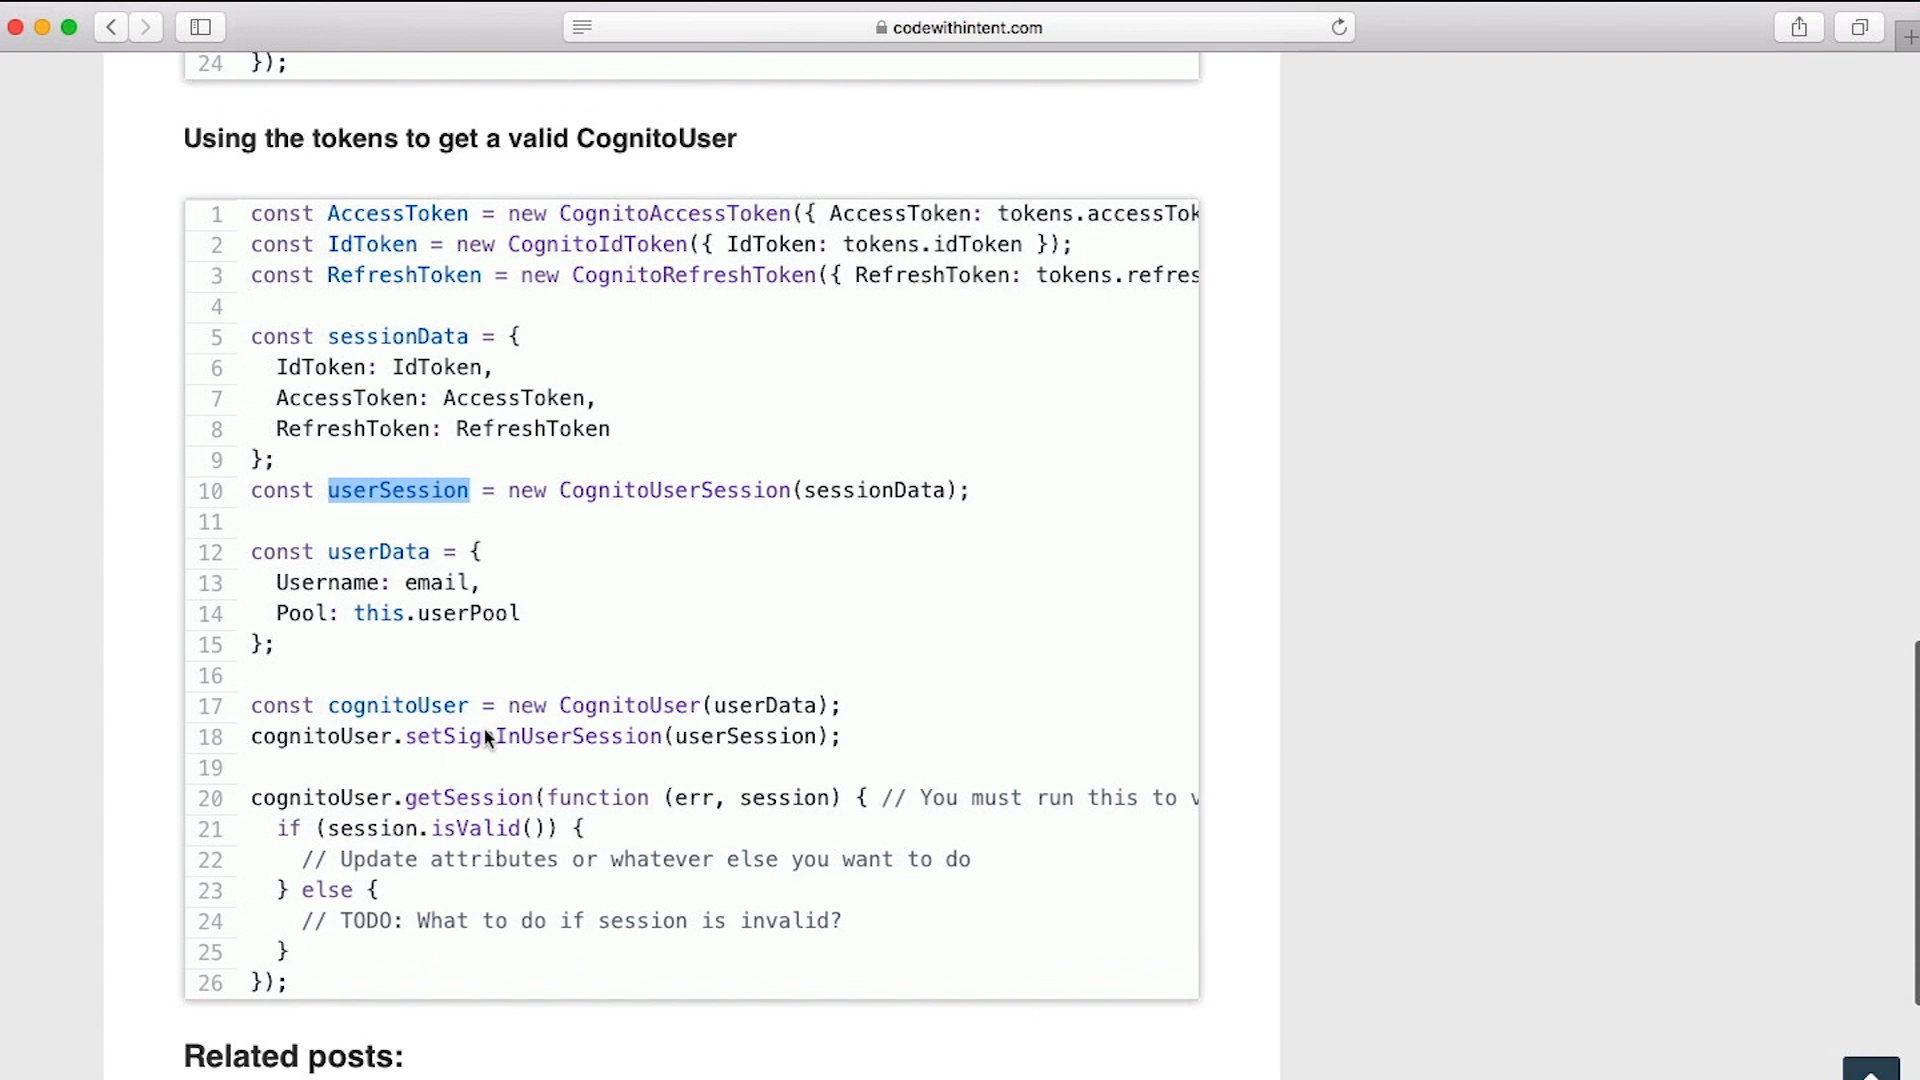 codewithintent.com
24 });
Using the tokens to get a valid CognitoUser
1 const AccessToken = new CognitoAccessToken({ AccessToken: tokens.accessTok
2 const IdToken = new CognitoIdToken({ IdToken: tokens.idToken });
3 const RefreshToken = new CognitoRefreshToken({ RefreshToken: tokens.refres
4
5 const sessionData = {
6 IdToken: IdToken,
7 AccessToken: AccessToken,
8 RefreshToken: RefreshToken
9 };
10 const userSession = new CognitoUserSession(sessionData);
11
12 const userData = {
13 Username: email,
14 Pool: this.userPool
15 };
16
17 const cognitoUser = new CognitoUser(userData);
18 cognitoUser.setSignInUserSession(userSession);
19
20 cognitoUser.getSession(function (err, session) { // You must run this to v
21 if (session.isValid()) {
22 // Update attributes or whatever else you want to do
23 } else {
24 // TODO: What to do if session is invalid?
25 }
26 });
Related posts: